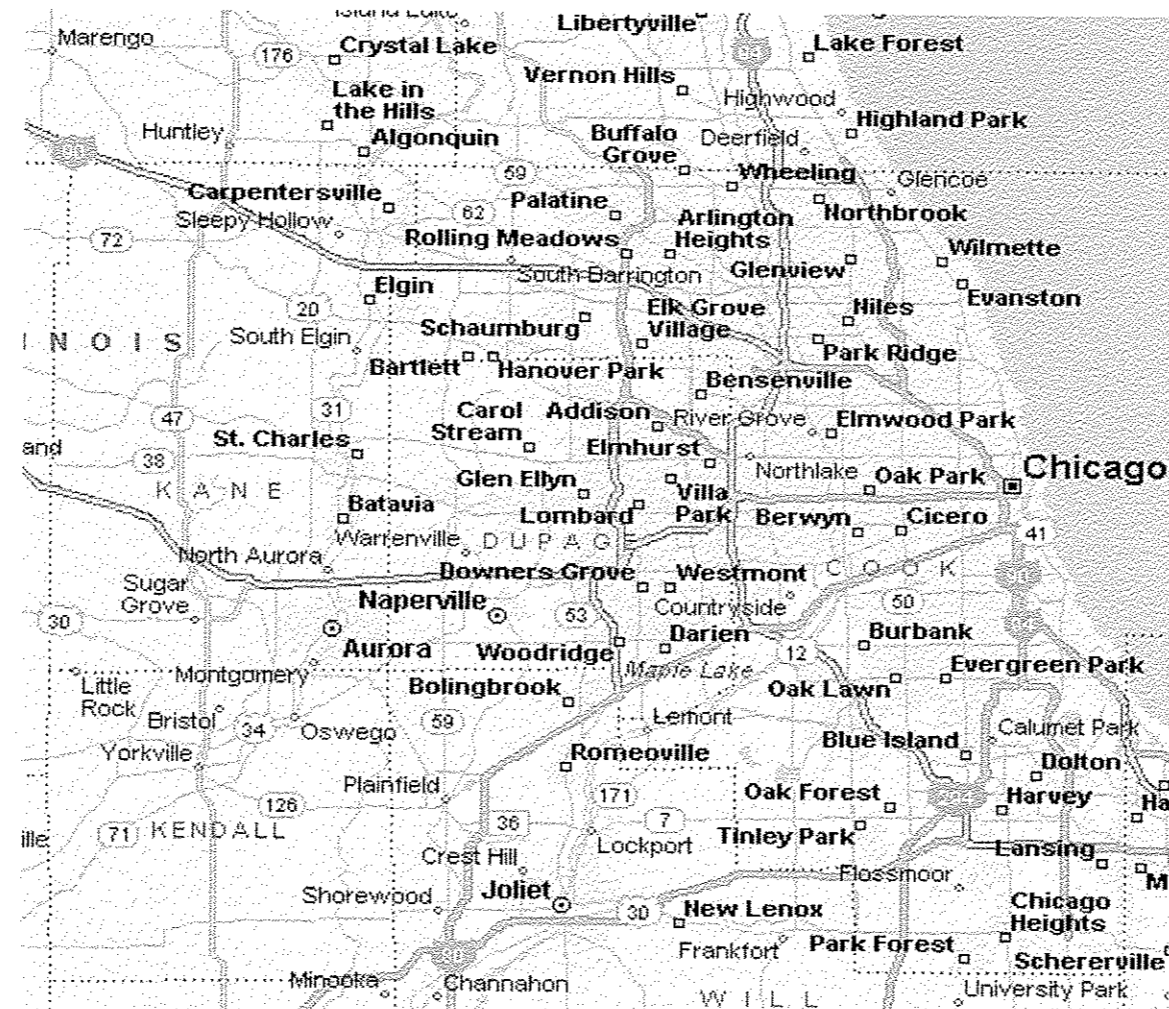 Marengo
176
Crystal Lake
Libertyville
Lake Forest
Vernon Hills
Lake in
the Hills
Highwood
Huntley
Algonquin
Buffalo
Grove
Deerfield
Highland Park
Carpentersville
59
Wheeling
Glencoe
Sleepy Hollow
62
Palatine
Arlington
Heights
Northbrook
72
Rolling Meadows
Wilmette
South Barrington
Glenview
Elgin
Evanston
20
Elk Grove
Village
Niles
INOIS
South Elgin
Schaumburg
Park Ridge
Bartlett
Hanover Park
Bensenville
47
31
Carol
Stream
Addison
River Grove
Elmwood Park
and
St. Charles
Elmhurst
38
Northlake
Oak Park
Chicago
KANE
Glen Ellyn
Villa
Park
Batavia
Lombard
Berwyn
Cicero
Warrenville
DUPAG
41
North Aurora
Downers Grove
Westmont
COOK
Sugar
Grove
Naperville
Countryside
50
30
53
Aurora
Woodridge
Darien
Burbank
12
Montgomery
Maple Lake
Evergreen Park
Little
Rock
Bolingbrook
Oak Lawn
Bristol
34
Oswego
59
Lemont
Calumet Park
Yorkville
Blue Island
Romeoville
Dolton
Plainfield
126
171
Oak Forest
Harvey
Ha
ille
71
KENDALL
36
7
Tinley Park
Lockport
Crest Hill
Lansing
Flossmoor
M
Shorewood
Joliet
30
New Lenox
Chicago
Heights
Frankfort
Park Forest
Schererville
Minooka
Channahon
WILL
University Park